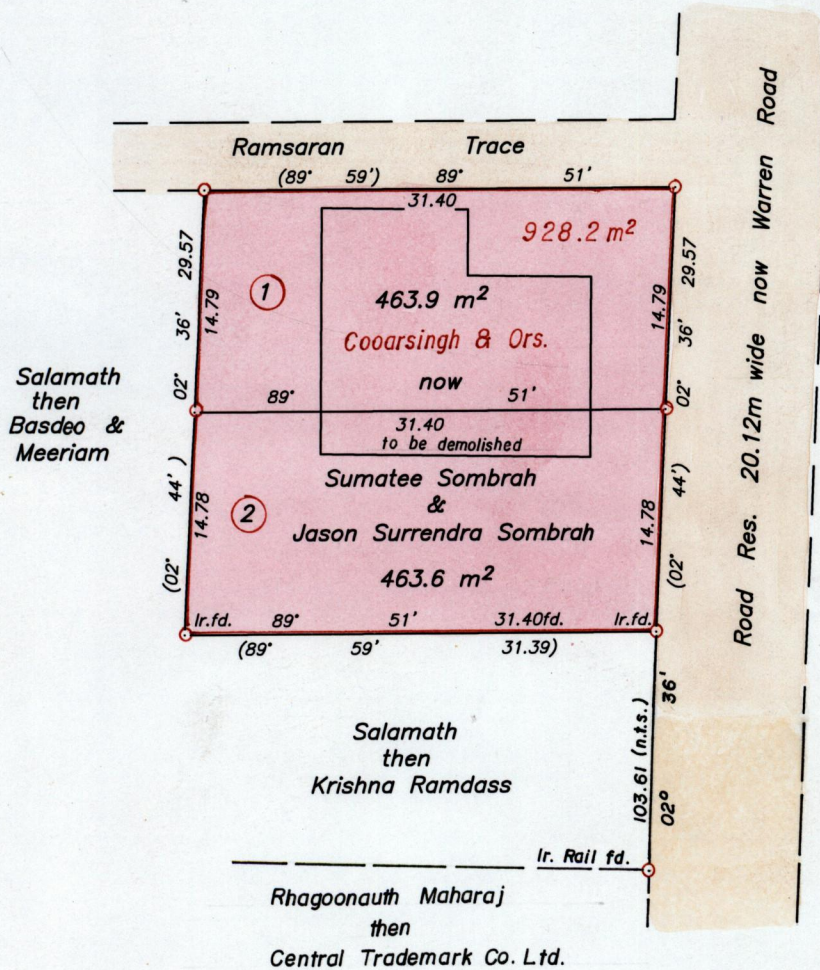 Ramsaran Trace
(89° 59') 89° 51'
31.40
928.2 m²
29.57
14.79
36'
02°
1
463.9 m²
Cooarsingh & Ors.
now
29.57
14.79
36'
02°
Road Res. 20.12m wide now Warren Road
Salamath
then
Basdeo &
Meeriam
89° 51'
31.40
to be demolished
Sumatee Sombrah
&
Jason Surrendra Sombrah
463.6 m²
2
44')
14.78
(02°
44')
14.78
(02°
Ir.fd. 89° 51' 31.40fd. Ir.fd.
(89° 59' 31.39)
Salamath
then
Krishna Ramdass
36'
103.61 (n.t.s.)
02°
Ir. Rail fd.
Rhagoonauth Maharaj
then
Central Trademark Co. Ltd.